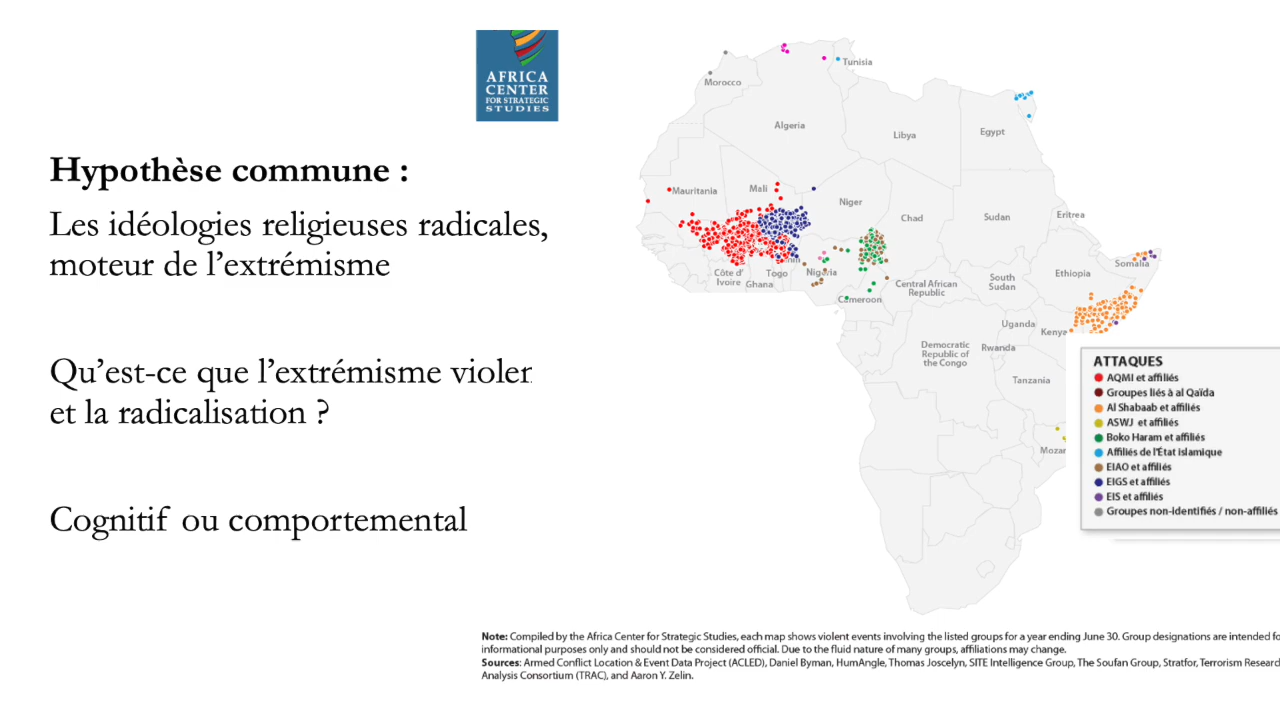 AFRICA
CENTER
FOR STRATEGIC
STUDIES
Hypothèse commune :
Les idéologies religieuses radicales,
moteur de l’extrémisme
Qu’est-ce que l’extrémisme violen
et la radicalisation ?
Cognitif ou comportemental
Tunisia
Morocco
Algeria
Libya
Egypt
Mauritania
Mali
Niger
Chad
Sudan
Eritrea
Côte d'
Ivoire
Ghana
Togo
Nigeria
Cameroon
Central African
Republic
South
Sudan
Ethiopia
Somalia
Uganda
Kenya
Democratic
Republic of
the Congo
Rwanda
Tanzania
Mozar
ATTAQUES
AQMI et affiliés
Groupes liés à al Qaïda
Al Shabaab et affiliés
ASWJ et affiliés
Boko Haram et affiliés
Affiliés de l'État islamique
EIAO et affiliés
EIGS et affiliés
EIS et affiliés
Groupes non-identifiés / non-affiliés
Note: Compiled by the Africa Center for Strategic Studies, each map shows violent events involving the listed groups for a year ending June 30. Group designations are intended fo
informational purposes only and should not be considered official. Due to the fluid nature of many groups, affiliations may change.
Sources: Armed Conflict Location & Event Data Project (ACLED), Daniel Byman, HumAngle, Thomas Joscelyn, SITE Intelligence Group, The Soufan Group, Stratfor, Terrorism Research
Analysis Consortium (TRAC), and Aaron Y. Zelin.